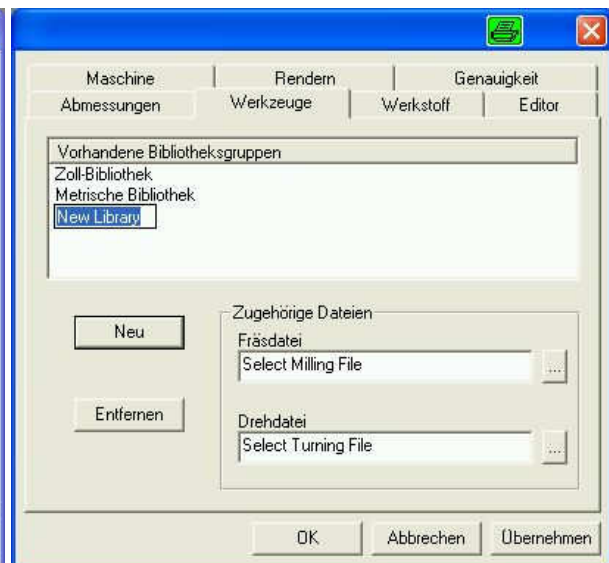 Maschine Rendern Genauigkeit
Abmessungen Werkzeuge Werkstoff Editor
Vorhandene Bibliotheksgruppen
Zoll-Bibliothek
Metrische Bibliothek
New Library
Neu
Entfernen
Zugehörige Dateien
Fräsdatei
Select Milling File
...
Drehdatei
Select Turning File
...
OK Abbrechen Übernehmen